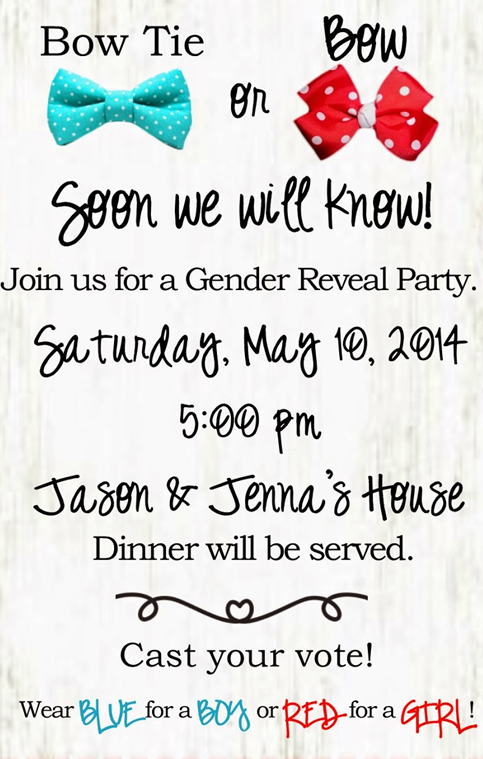 Bow Tie
or
Bow
Soon we will know!
Join us for a Gender Reveal Party.
Saturday, May 10, 2014
5:00 pm
Jason & Jenna's House
Dinner will be served.
Cast your vote!
Wear BLUE for a BOY or RED for a GIRL!